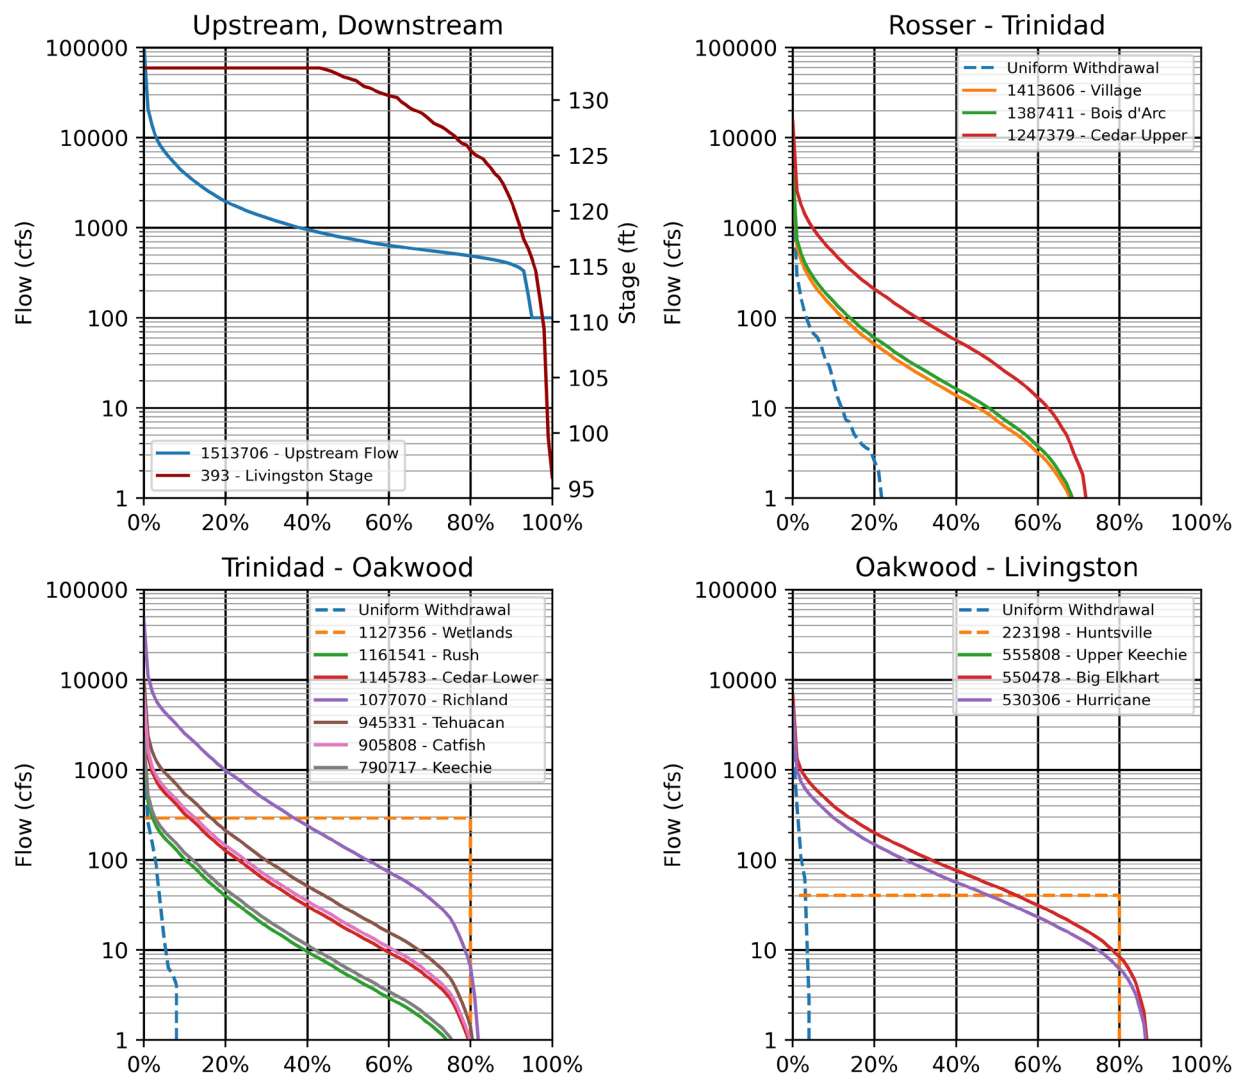 Upstream, Downstream
100000
10000
1000
100
10
1
Flow (cfs)
130
125
120
115
110
105
100
95
Stage (ft)
1513706 - Upstream Flow
393 - Livingston Stage
0% 20% 40% 60% 80% 100%
Rosser - Trinidad
100000
10000
1000
100
10
1
Flow (cfs)
Uniform Withdrawal
1413606 - Village
1387411 - Bois d'Arc
1247379 - Cedar Upper
0% 20% 40% 60% 80% 100%
Trinidad - Oakwood
100000
10000
1000
100
10
1
Flow (cfs)
Uniform Withdrawal
1127356 - Wetlands
1161541 - Rush
1145783 - Cedar Lower
1077070 - Richland
945331 - Tehuacan
905808 - Catfish
790717 - Keechie
0% 20% 40% 60% 80% 100%
Oakwood - Livingston
100000
10000
1000
100
10
1
Flow (cfs)
Uniform Withdrawal
223198 - Huntsville
555808 - Upper Keechie
550478 - Big Elkhart
530306 - Hurricane
0% 20% 40% 60% 80% 100%